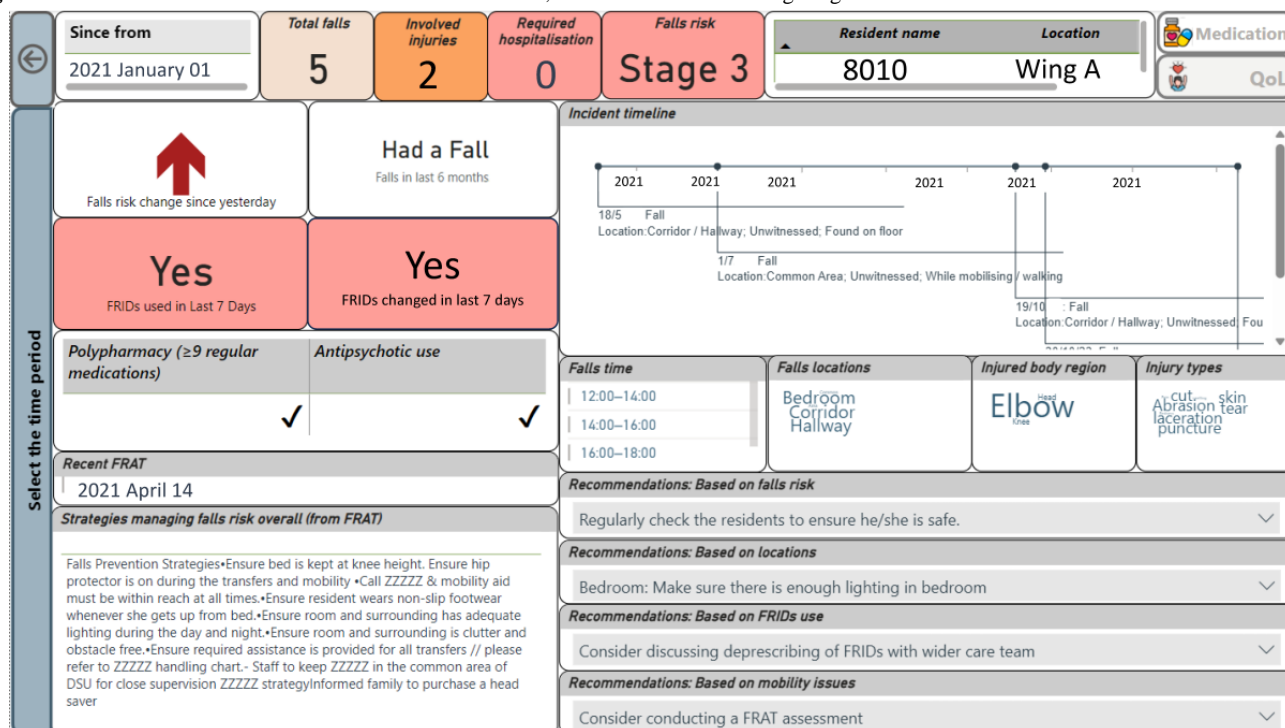 Since from
2021 January 01
Total falls
5
Involved
injuries
2
Required
hospitalisation
0
Falls risk
Stage 3
Resident name Location
8010 Wing A
Medication
QoL
Select the time period
Falls risk change since yesterday
Had a Fall
Falls in last 6 months
Yes
FRIDs used in Last 7 Days
Yes
FRIDs changed in last 7 days
Polypharmacy (≥9 regular
medications)
Antipsychotic use
✓ ✓
Recent FRAT
2021 April 14
Strategies managing falls risk overall (from FRAT)
Falls Prevention Strategies•Ensure bed is kept at knee height. Ensure hip
protector is on during the transfers and mobility •Call ZZZZZ & mobility aid
must be within reach at all times.•Ensure resident wears non-slip footwear
whenever she gets up from bed.•Ensure room and surrounding has adequate
lighting during the day and night.•Ensure room and surrounding is clutter and
obstacle free.•Ensure required assistance is provided for all transfers // please
refer to ZZZZZ handling chart.- Staff to keep ZZZZZ in the common area of
DSU for close supervision ZZZZZ strategyInformed family to purchase a head
saver
Incident timeline
2021 2021 2021 2021 2021 2021
18/5 Fall
Location:Corridor / Hallway; Unwitnessed; Found on floor
1/7 Fall
Location:Common Area; Unwitnessed; While mobilising / walking
19/10 : Fall
Location:Corridor / Hallway; Unwitnessed; Fou
Falls time
12:00–14:00
14:00–16:00
16:00–18:00
Falls locations
Bedroom
Corridor
Hallway
Injured body region
Head
Elbow
Knee
Injury types
cut skin
Abrasion tear
laceration
puncture
Recommendations: Based on falls risk
Regularly check the residents to ensure he/she is safe.
Recommendations: Based on locations
Bedroom: Make sure there is enough lighting in bedroom
Recommendations: Based on FRIDs use
Consider discussing deprescribing of FRIDs with wider care team
Recommendations: Based on mobility issues
Consider conducting a FRAT assessment